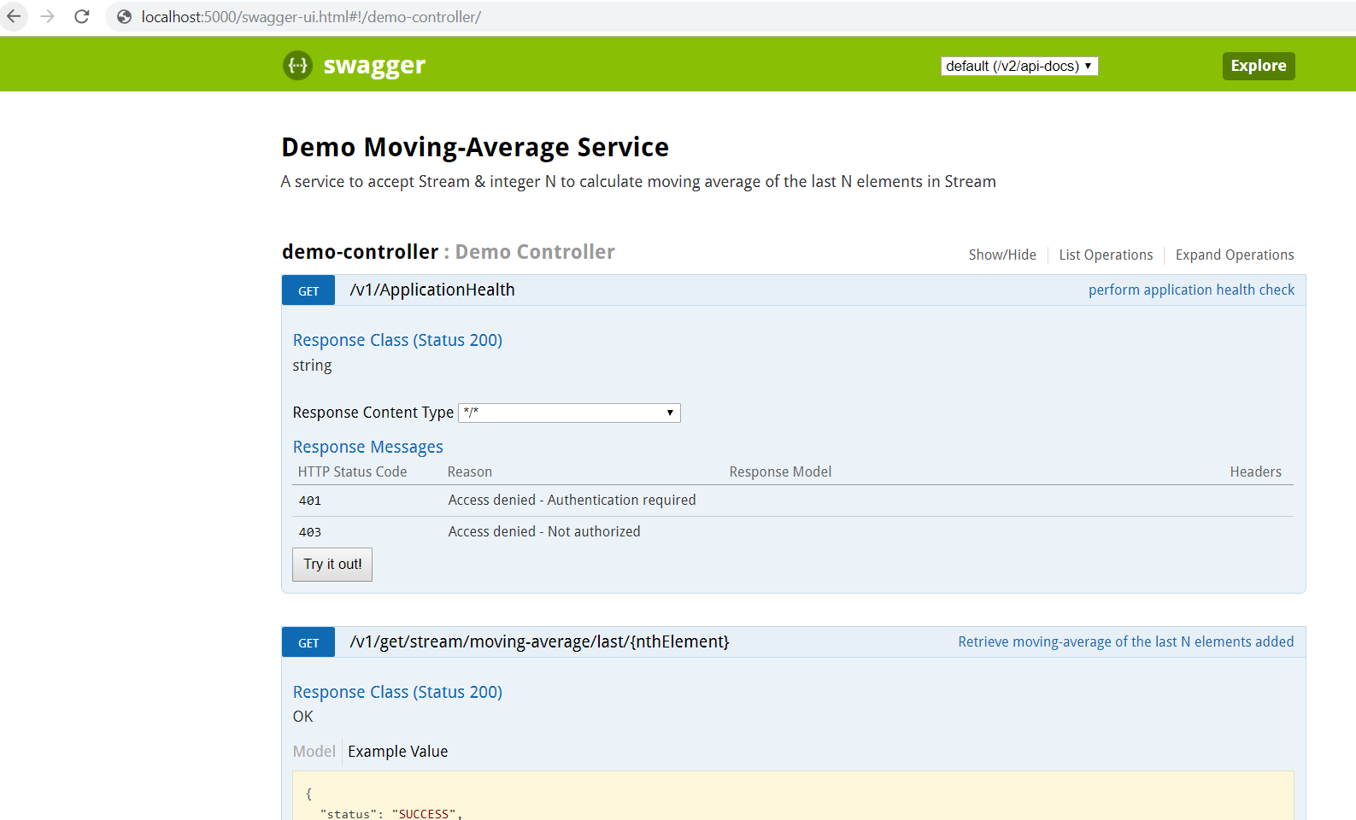 localhost:5000/swagger-ui.html#!/demo-controller/
{··} swagger default (/v2/api-docs) ▼ Explore
Demo Moving-Average Service
A service to accept Stream & integer N to calculate moving average of the last N elements in Stream
demo-controller : Demo Controller Show/Hide List Operations Expand Operations
GET /v1/ApplicationHealth perform application health check
Response Class (Status 200)
string
Response Content Type */* ▼
Response Messages
HTTP Status Code Reason Response Model Headers
401 Access denied - Authentication required
403 Access denied - Not authorized
Try it out!
GET /v1/get/stream/moving-average/last/{nthElement} Retrieve moving-average of the last N elements added
Response Class (Status 200)
OK
Model Example Value
{
"status": "SUCCESS",